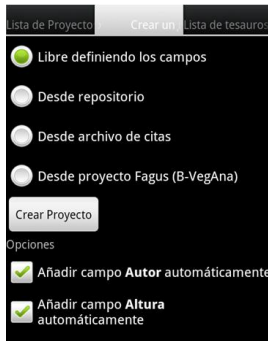 Lista de Proyecto Crear un Lista de tesauros
Libre definiendo los campos
Desde repositorio
Desde archivo de citas
Desde proyecto Fagus (B-VegAna)
Crear Proyecto
Opciones
Añadir campo Autor automáticamente
Añadir campo Altura
automáticamente